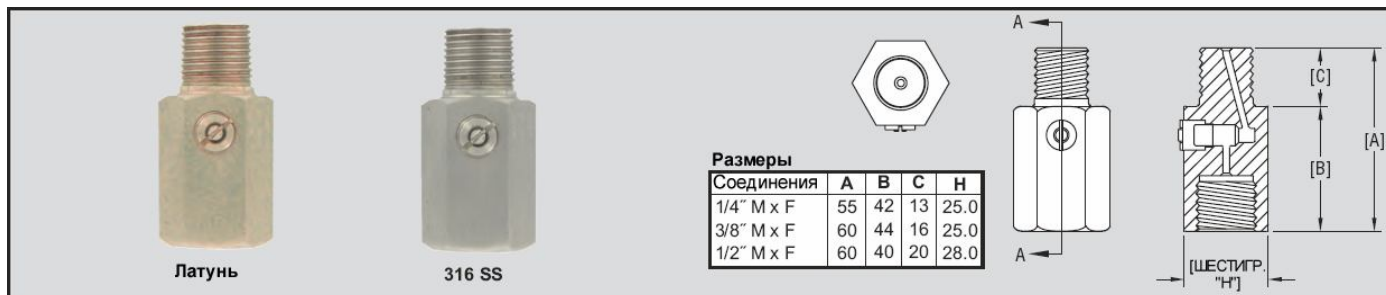 Латунь
316 SS
Размеры
Соединения A B C H
1/4˝ M x F 55 42 13 25.0
3/8˝ M x F 60 44 16 25.0
1/2˝ M x F 60 40 20 28.0
A
A
[C]
[B]
[A]
[ШЕСТИГР.
"H"]